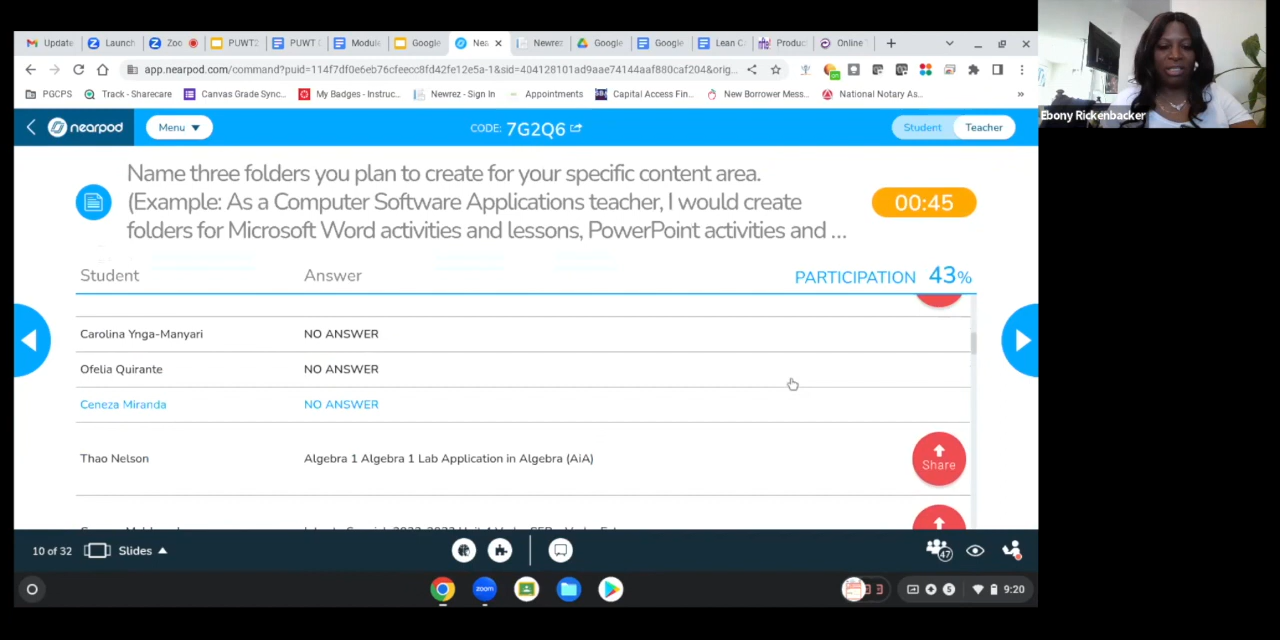 Update
Launch
Zoo
PUWT2
PUWT (
Module
Google
Nea
Newrez
Google
Google
Lean C
Produc
Online
app.nearpod.com/command?puid=114f7df0e6eb76cfeecc8fd42fe12e5a-1&sid=404128101ad9aae74144aaf880caf204&orig...
PGCPS
Track - Sharecare
Canvas Grade Sync...
My Badges - Instruc...
Newrez - Sign In
Appointments
Capital Access Fin...
New Borrower Mess...
National Notary As...
»
Ebony Rickenbacker
nearpod
Menu
CODE: 7G2Q6
Student
Teacher
Name three folders you plan to create for your specific content area.
(Example: As a Computer Software Applications teacher, I would create
folders for Microsoft Word activities and lessons, PowerPoint activities and ...
00:45
Student
Answer
PARTICIPATION 43%
Carolina Ynga-Manyari
NO ANSWER
Ofelia Quirante
NO ANSWER
Ceneza Miranda
NO ANSWER
Thao Nelson
Algebra 1 Algebra 1 Lab Application in Algebra (AiA)
Share
10 of 32
Slides
47
zoom
5
9:20